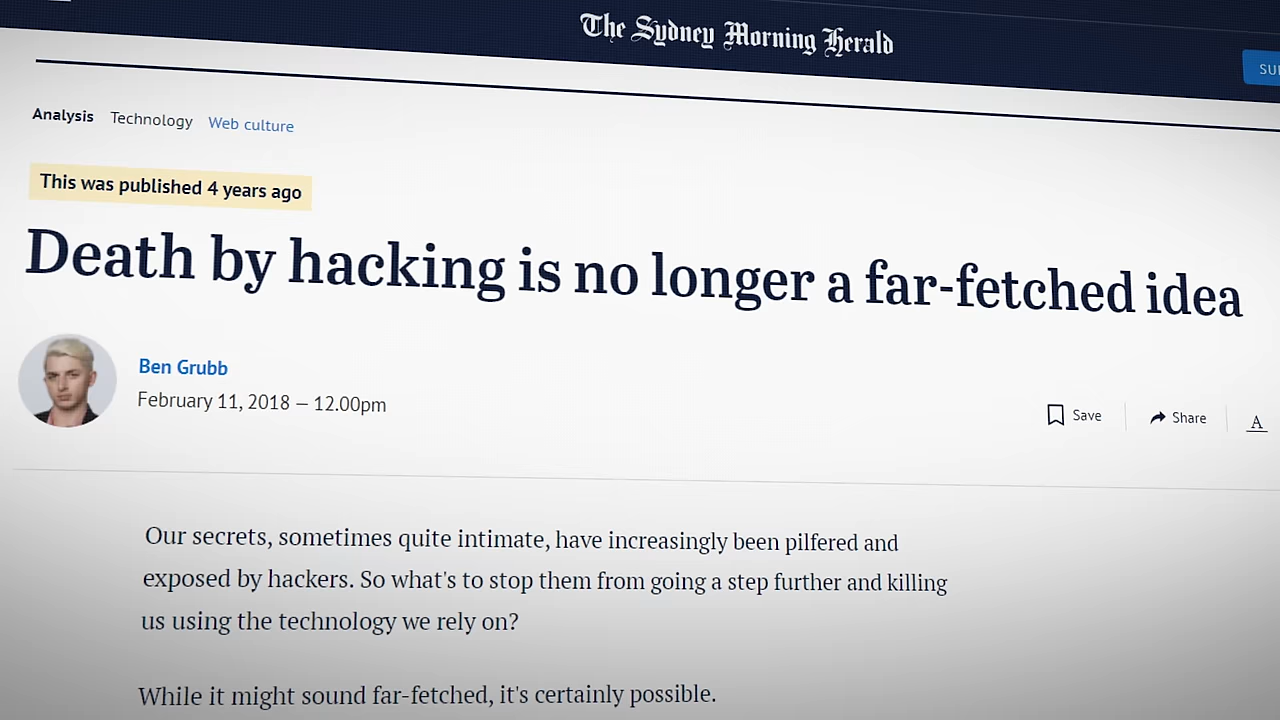 The Sydney Morning Herald
Analysis Technology Web culture
This was published 4 years ago
Death by hacking is no longer a far-fetched idea
Ben Grubb
February 11, 2018 — 12.00pm
Save Share A
Our secrets, sometimes quite intimate, have increasingly been pilfered and
exposed by hackers. So what's to stop them from going a step further and killing
us using the technology we rely on?
While it might sound far-fetched, it's certainly possible.